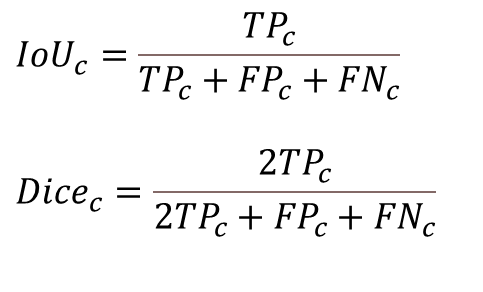 IoU_c = TP_c / (TP_c + FP_c + FN_c)
Dice_c = 2TP_c / (2TP_c + FP_c + FN_c)